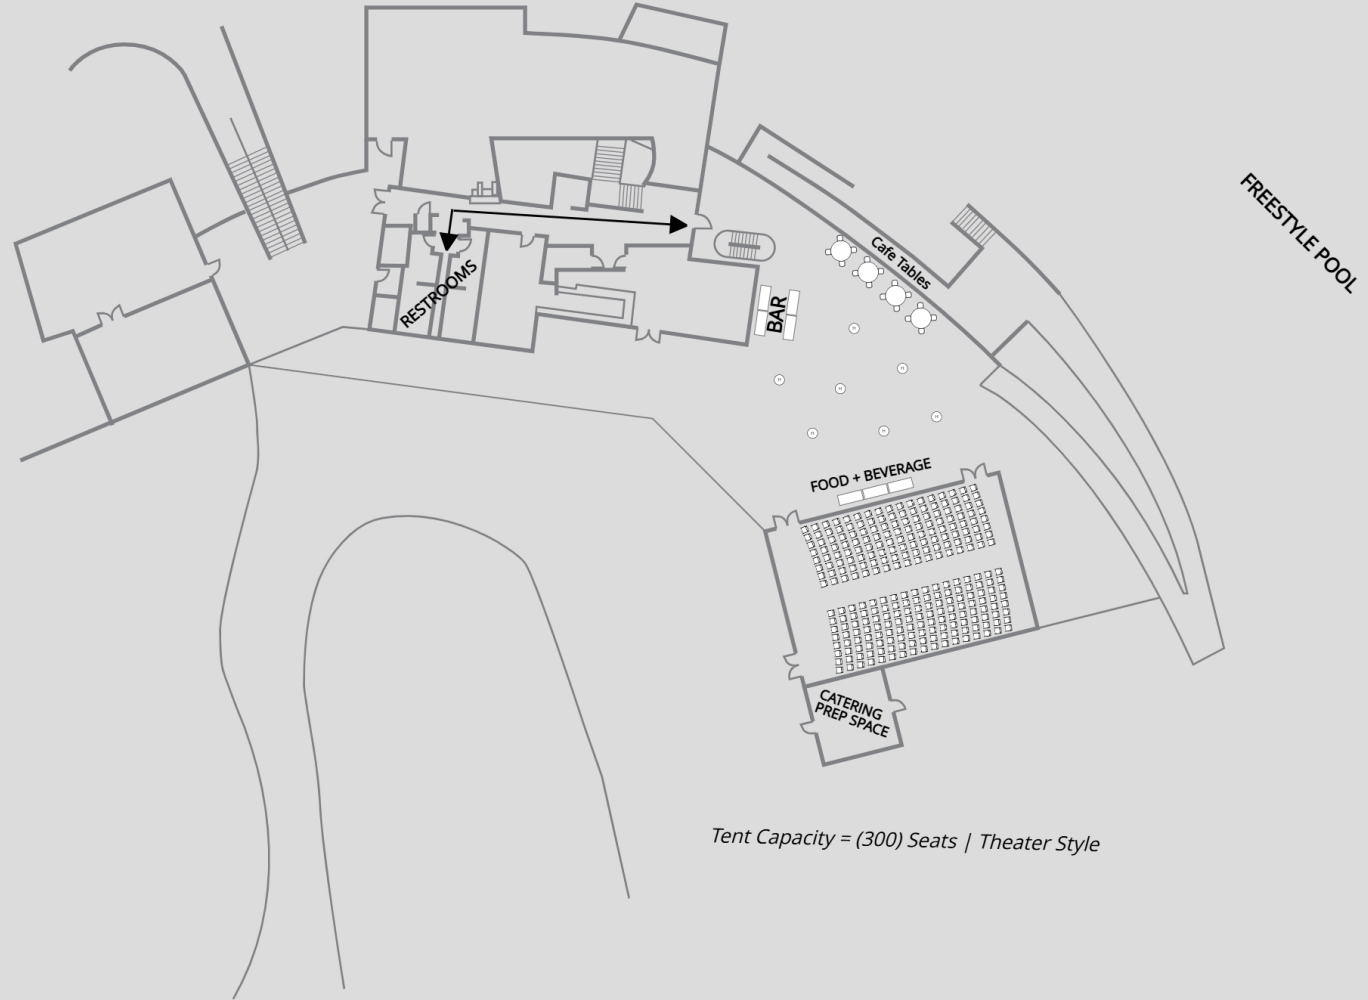 FREESTYLE POOL
Cafe Tables
RESTROOMS
BAR
FOOD + BEVERAGE
CATERING
PREP SPACE
Tent Capacity = (300) Seats | Theater Style